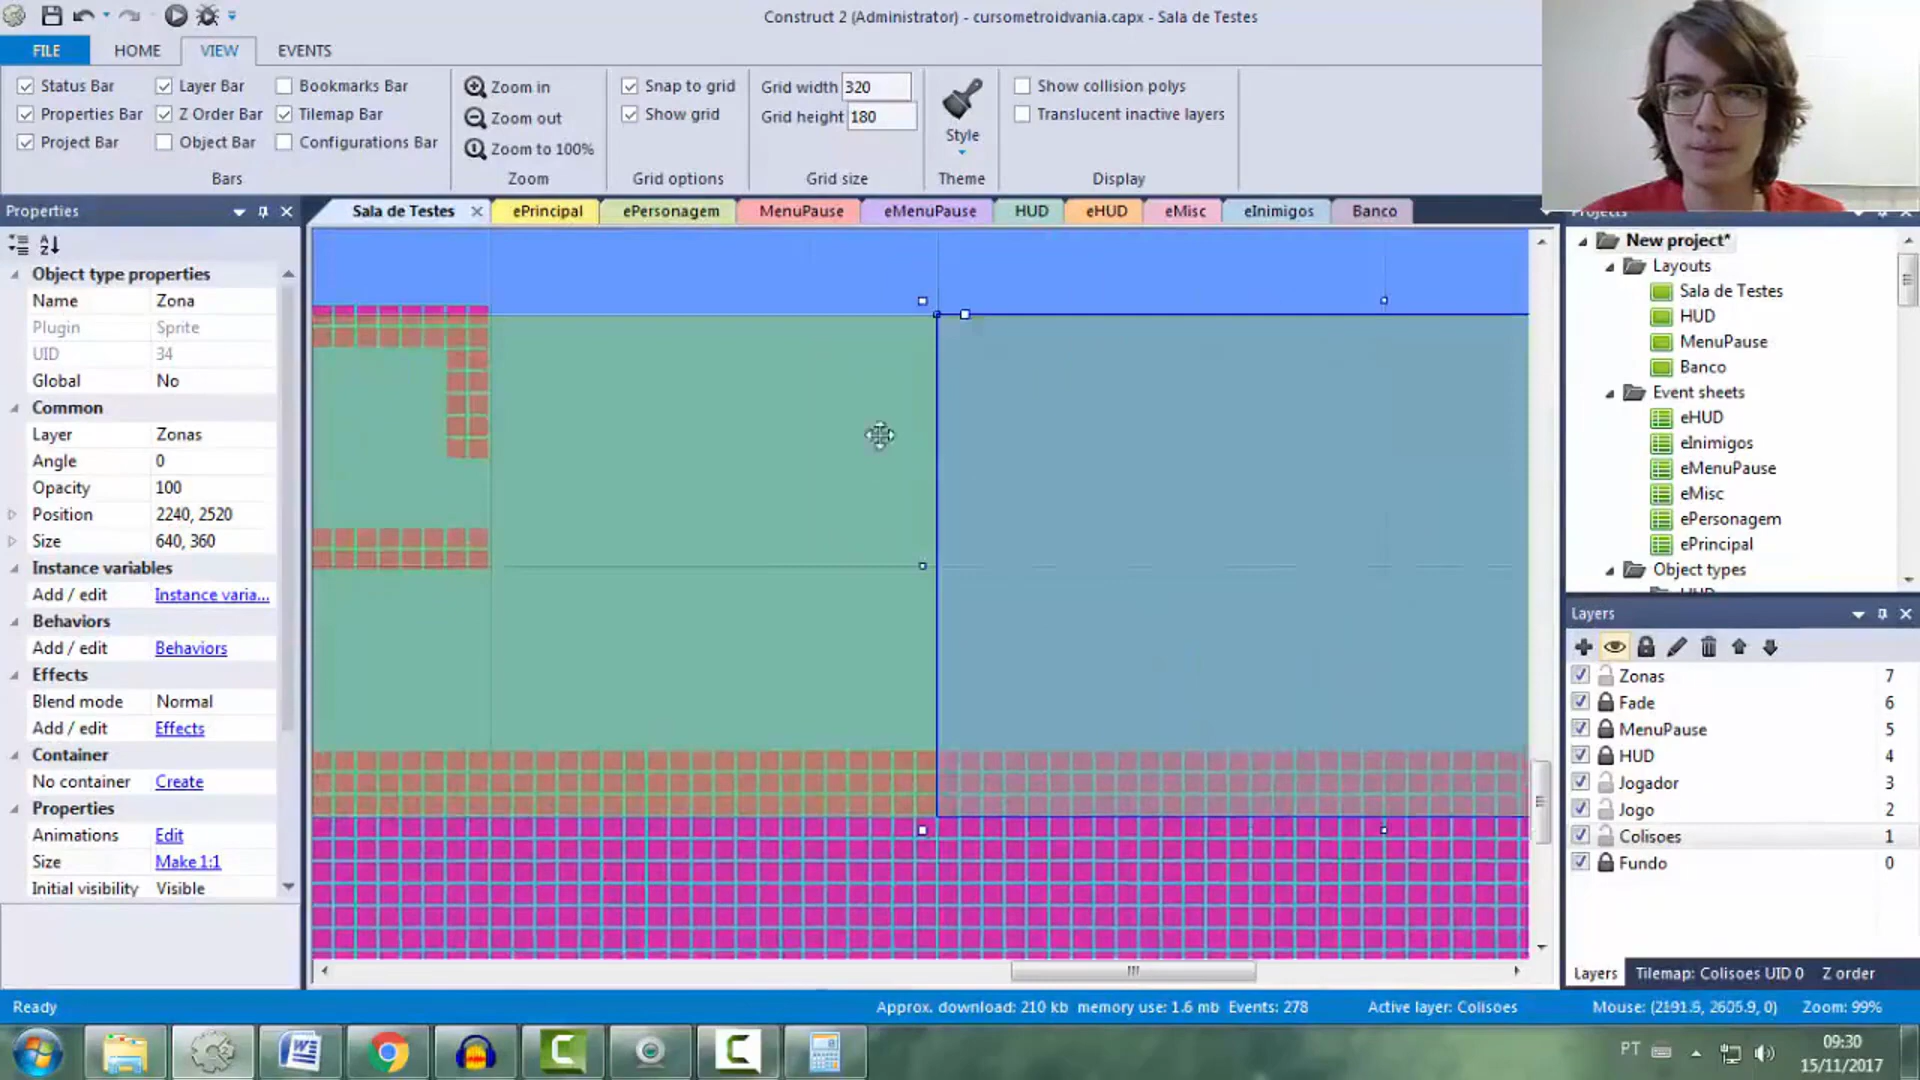 Construct 2 (Administrator) - cursometroidvania.capx - Sala de Testes
FILE HOME VIEW EVENTS
Status Bar Layer Bar Bookmarks Bar
Properties Bar Z Order Bar Tilemap Bar
Project Bar Object Bar Configurations Bar
Bars
Zoom in
Zoom out
Zoom to 100%
Zoom
Snap to grid
Show grid
Grid options
Grid width 320
Grid height 180
Grid size
Style
Theme
Show collision polys
Translucent inactive layers
Display
Properties
Sala de Testes ePrincipal ePersonagem MenuPause eMenuPause HUD eHUD eMisc eInimigos Banco
Object type properties
Name Zona
Plugin Sprite
UID 34
Global No
Common
Layer Zonas
Angle 0
Opacity 100
Position 2240, 2520
Size 640, 360
Instance variables
Add / edit Instance varia...
Behaviors
Add / edit Behaviors
Effects
Blend mode Normal
Add / edit Effects
Container
No container Create
Properties
Animations Edit
Size Make 1:1
Initial visibility Visible
Projects
New project*
Layouts
Sala de Testes
HUD
MenuPause
Banco
Event sheets
eHUD
eInimigos
eMenuPause
eMisc
ePersonagem
ePrincipal
Object types
HUD
Layers
Zonas 7
Fade 6
MenuPause 5
HUD 4
Jogador 3
Jogo 2
Colisoes 1
Fundo 0
Layers Tilemap: Colisoes UID 0 Z order
Ready Approx. download: 210 kb memory use: 1.6 mb Events: 278 Active layer: Colisoes Mouse: (2191.5, 2605.9, 0) Zoom: 99%
PT
09:30
15/11/2017